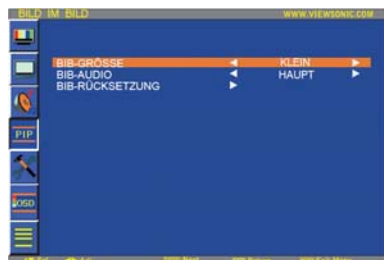 BILD IM BILD WWW.VIEWSONIC.COM
BIB-GRÖSSE KLEIN
BIB-AUDIO HAUPT
BIB-RÜCKSETZUNG
PIP
OSD